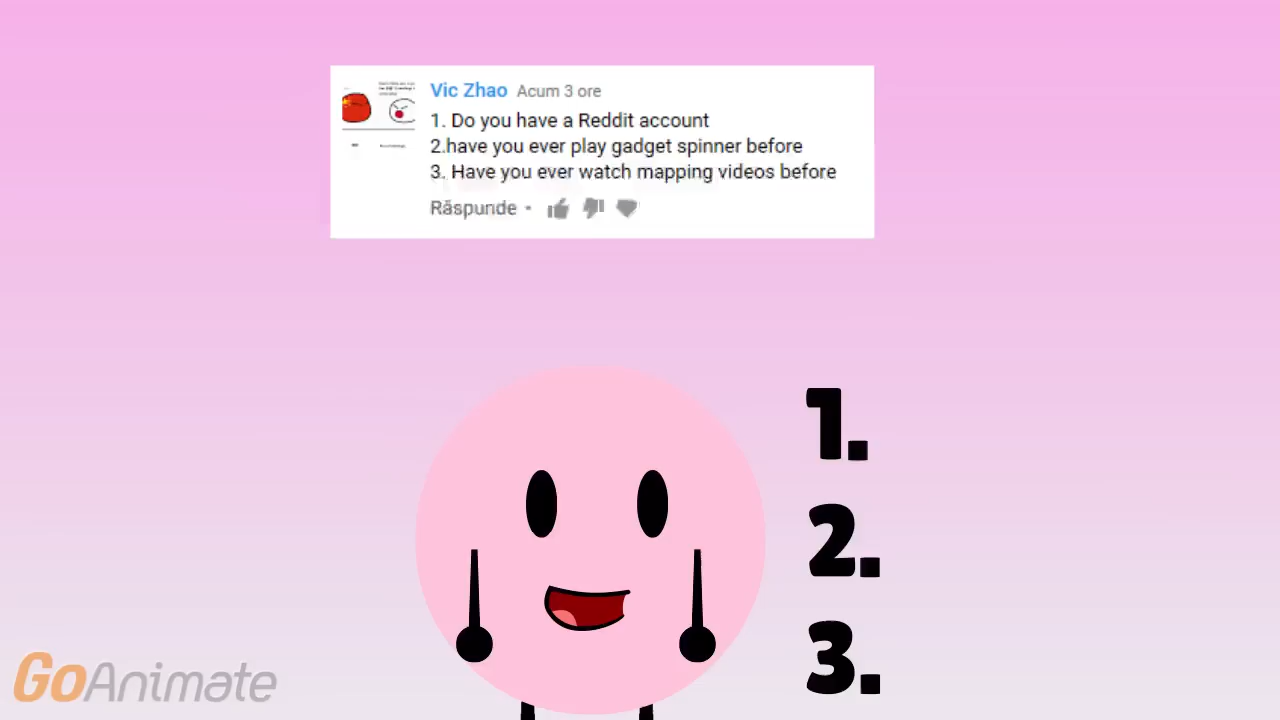 Vic Zhao Acum 3 ore
1. Do you have a Reddit account
2.have you ever play gadget spinner before
3. Have you ever watch mapping videos before
Răspunde
1.
2.
3.
GoAnimate